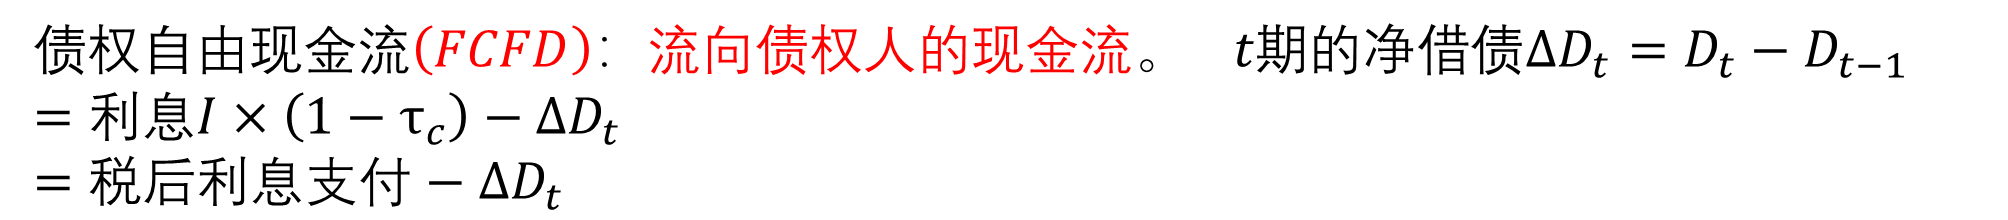 债权自由现金流(FCFD)：流向债权人的现金流。 t期的净借债ΔD_t = D_t − D_{t−1}
= 利息I × (1 − τ_c) − ΔD_t
= 税后利息支付 − ΔD_t